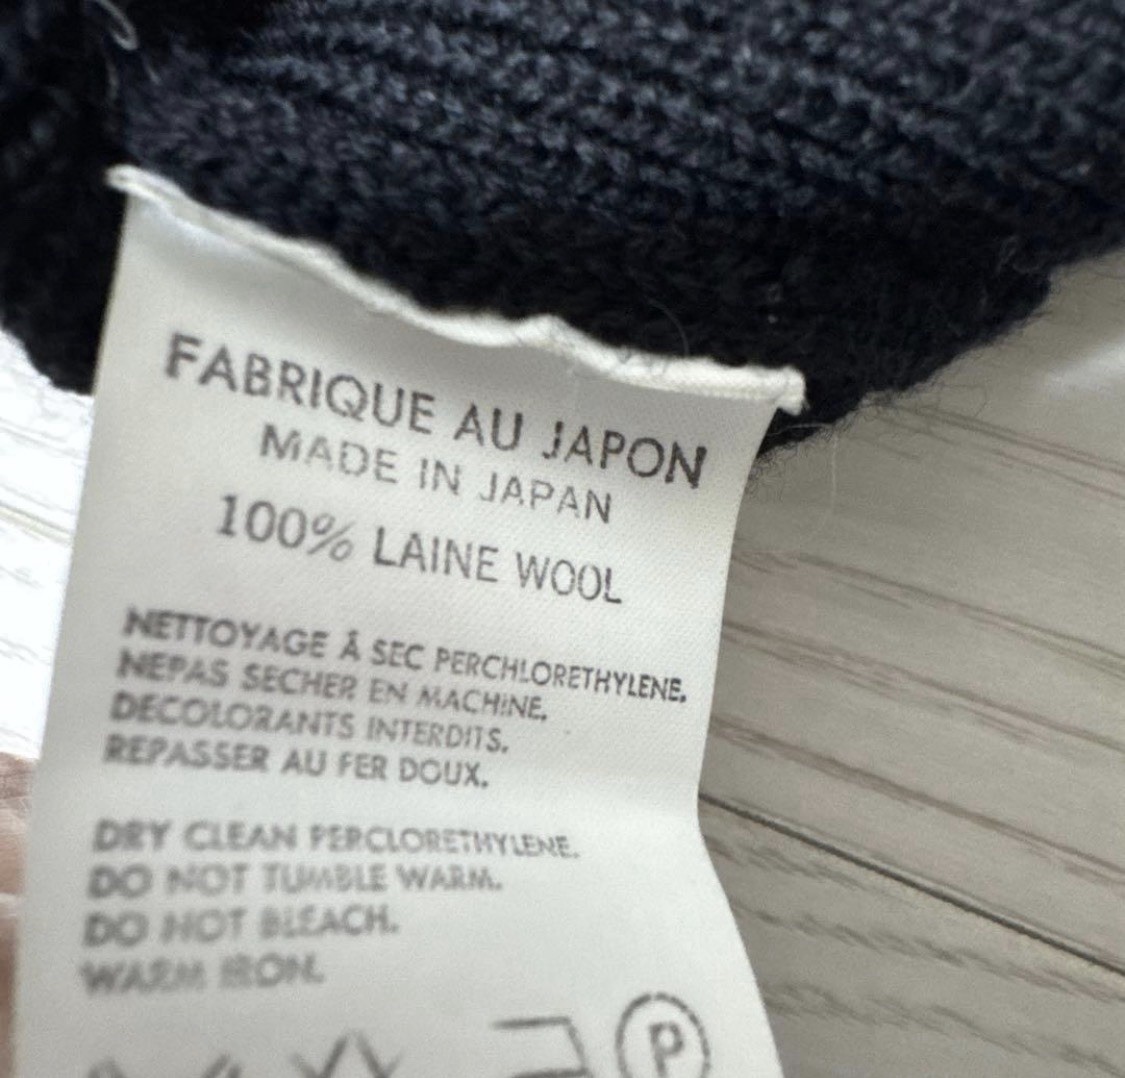 FABRIQUE AU JAPON
MADE IN JAPAN
100% LAINE WOOL
NETTOYAGE Å SEC PERCHLORETHYLENE.
NEPAS SECHER EN MACHINE.
DECOLORANTS INTERDITS.
REPASSER AU FER DOUX.
DRY CLEAN PERCLORETHYLENE.
DO NOT TUMBLE WARM.
DO NOT BLEACH.
WARM IRON.
P